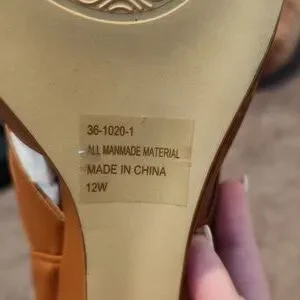 36-1020-1
ALL MANMADE MATERIAL
MADE IN CHINA
12W